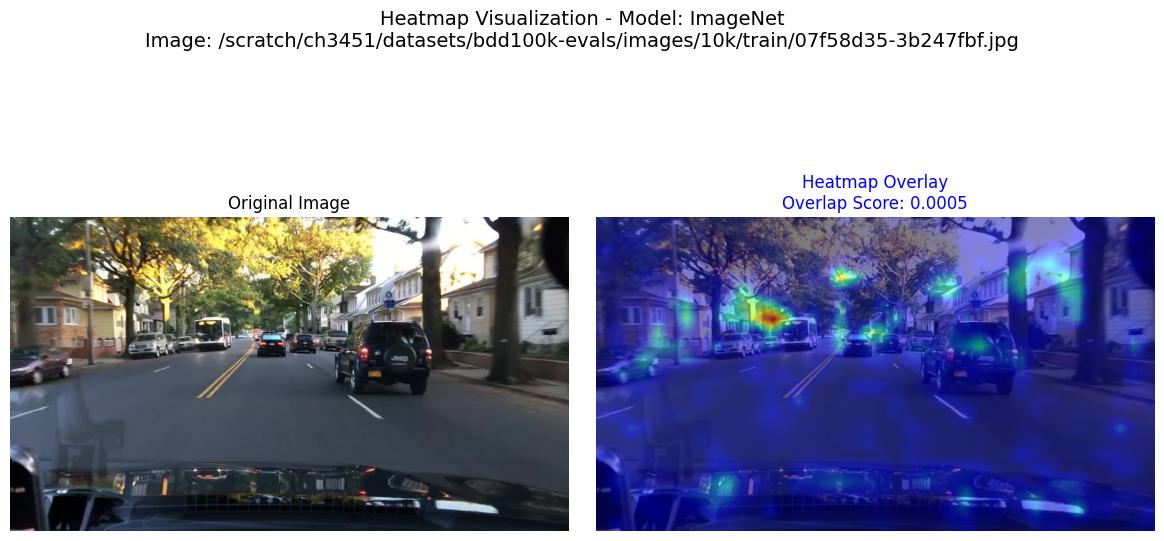 Heatmap Visualization - Model: ImageNet
Image: /scratch/ch3451/datasets/bdd100k-evals/images/10k/train/07f58d35-3b247fbf.jpg
Original Image
Heatmap Overlay
Overlap Score: 0.0005
Jeep